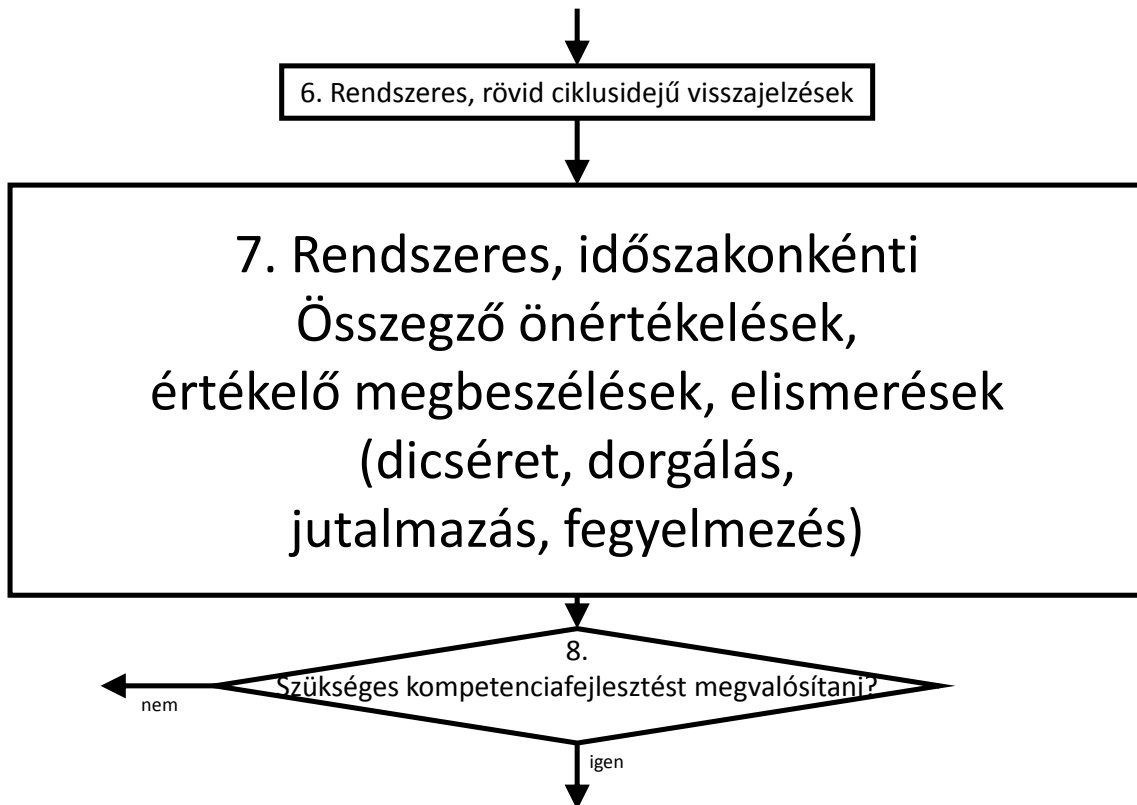 6. Rendszeres, rövid ciklusidejű visszajelzések
7. Rendszeres, időszakonkénti
Összegző önértékelések,
értékelő megbeszélések, elismerések
(dicséret, dorgálás,
jutalmazás, fegyelmezés)
8.
Szükséges kompetenciafejlesztést megvalósítani?
nem
igen